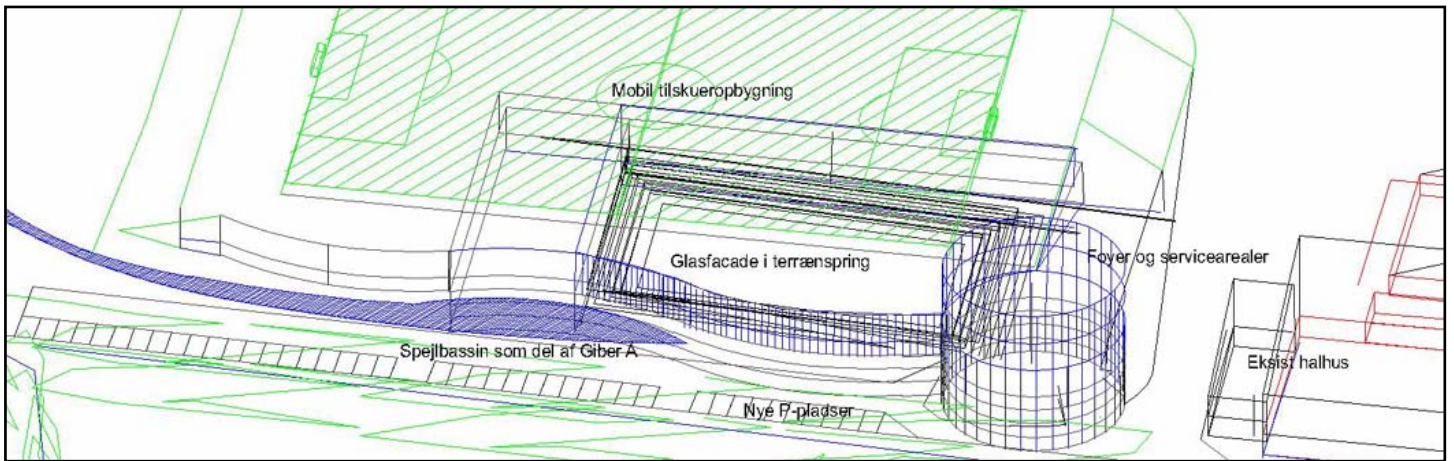 Mobil tilskueropbygning
Glasfacade i terrænspring
Foyer og servicearealer
Spejlbassin som del af Giber Å
Eksist halhus
Nye P-pladser